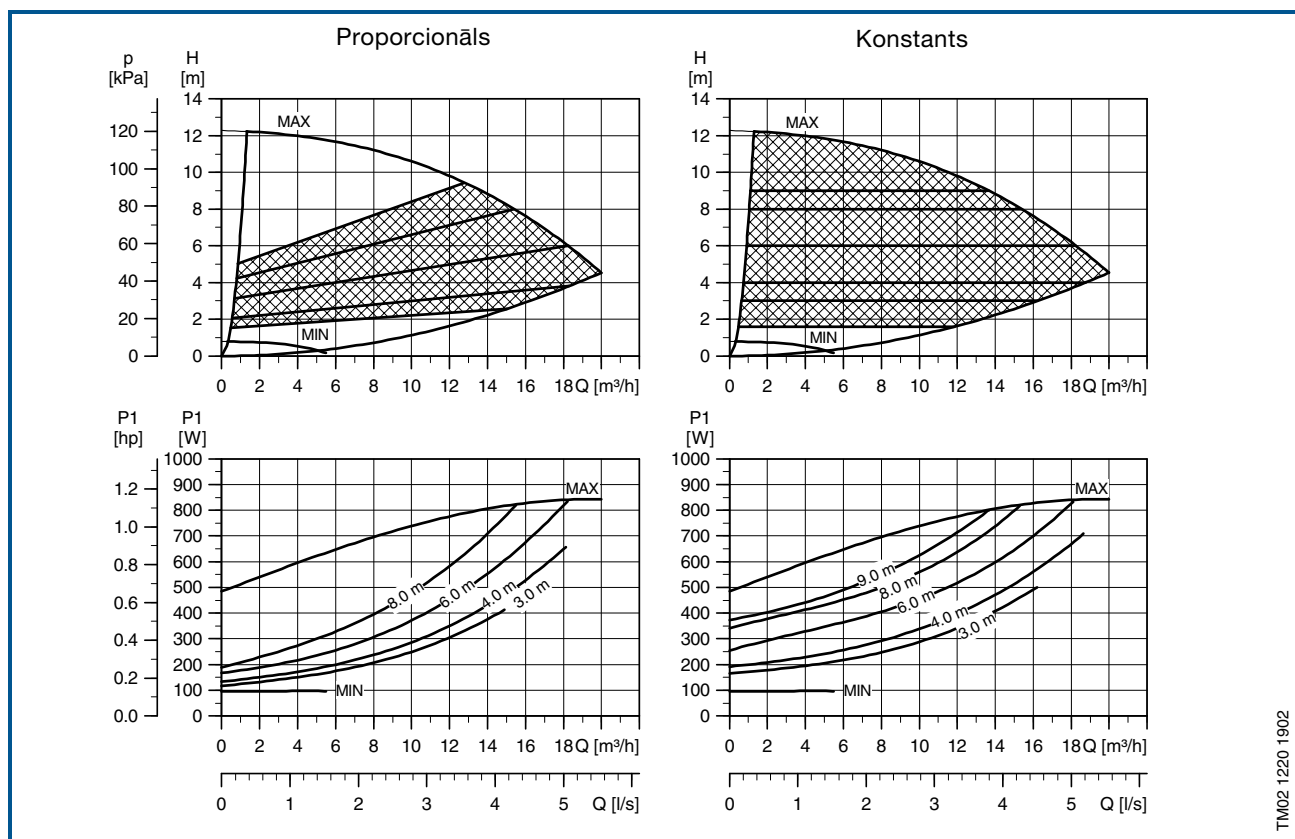 Proporcionāls
Konstants
p
[kPa]
H
[m]
H
[m]
14
12
10
8
6
4
2
0
120
100
80
60
40
20
0
MAX
MIN
0 2 4 6 8 10 12 14 16 18 Q [m³/h]
14
12
10
8
6
4
2
0
MAX
MIN
0 2 4 6 8 10 12 14 16 18 Q [m³/h]
P1
[hp]
P1
[W]
1.2
1.0
0.8
0.6
0.4
0.2
0.0
1000
900
800
700
600
500
400
300
200
100
0
MAX
8.0 m
6.0 m
4.0 m
3.0 m
MIN
0 2 4 6 8 10 12 14 16 18 Q [m³/h]
0 1 2 3 4 5 Q [l/s]
P1
[W]
1000
900
800
700
600
500
400
300
200
100
0
MAX
9.0 m
8.0 m
6.0 m
4.0 m
3.0 m
MIN
0 2 4 6 8 10 12 14 16 18 Q [m³/h]
0 1 2 3 4 5 Q [l/s]
TM02 1220 1902